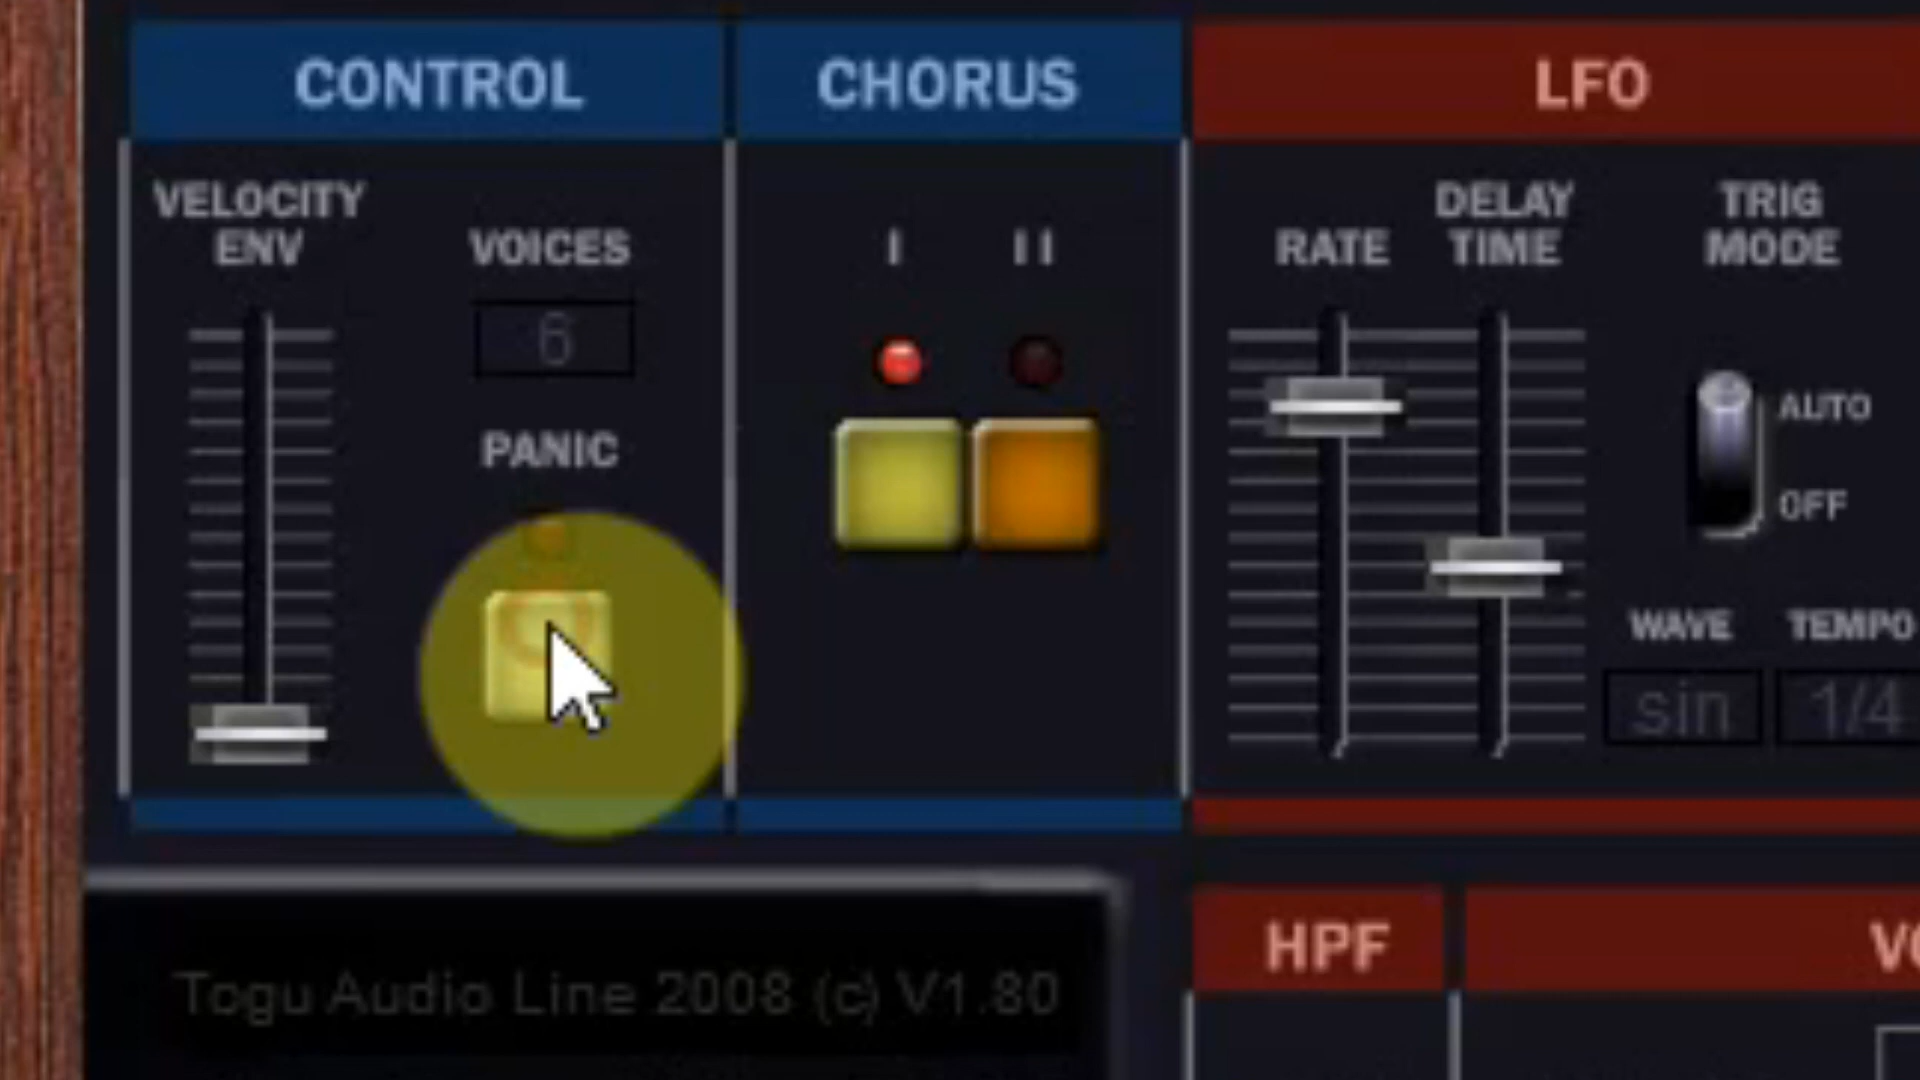 CONTROL
CHORUS
LFO
VELOCITY
ENV
VOICES
6
PANIC
I
II
RATE
DELAY
TIME
TRIG
MODE
AUTO
OFF
WAVE
TEMPO
sin
1/4
Togu Audio Line 2008 (c) V1.80
HPF